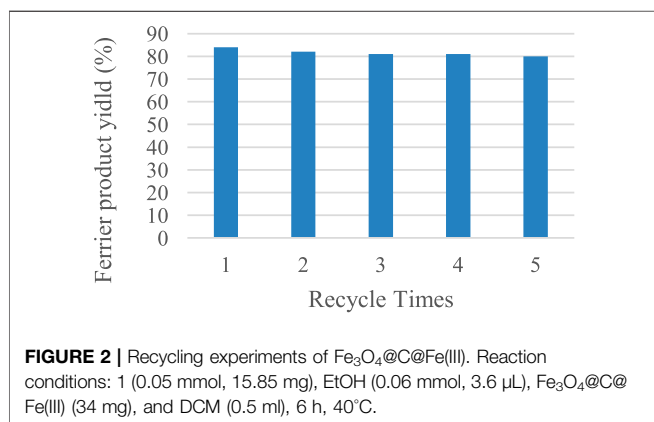 Ferrier product yidld (%)
90
80
70
60
50
40
30
20
10
0
1 2 3 4 5
Recycle Times
FIGURE 2 | Recycling experiments of Fe₃O₄@C@Fe(III). Reaction
conditions: 1 (0.05 mmol, 15.85 mg), EtOH (0.06 mmol, 3.6 μL), Fe₃O₄@C@
Fe(III) (34 mg), and DCM (0.5 ml), 6 h, 40°C.